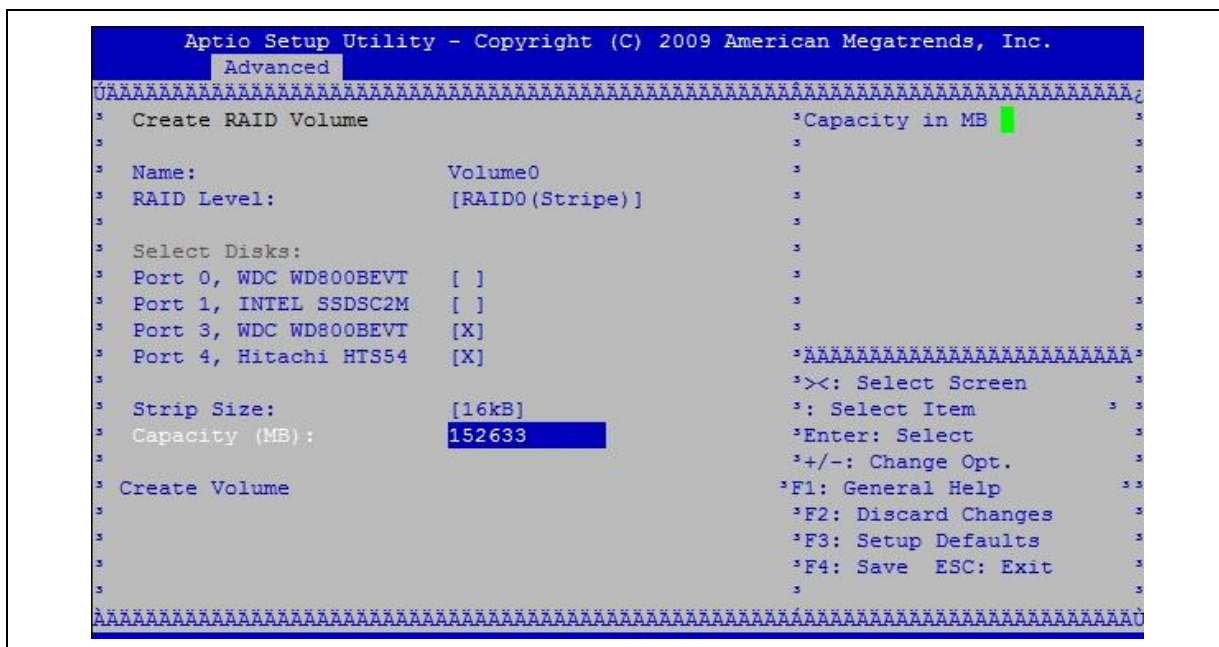 Aptio Setup Utility - Copyright (C) 2009 American Megatrends, Inc.
Advanced
Create RAID Volume
Capacity in MB
Name: Volume0
RAID Level: [RAID0(Stripe)]
Select Disks:
Port 0, WDC WD800BEVT [ ]
Port 1, INTEL SSDSC2M [ ]
Port 3, WDC WD800BEVT [X]
Port 4, Hitachi HTS54 [X]
Strip Size: [16kB]
Capacity (MB): 152633
Create Volume
><: Select Screen
: Select Item
Enter: Select
+/-: Change Opt.
F1: General Help
F2: Discard Changes
F3: Setup Defaults
F4: Save ESC: Exit